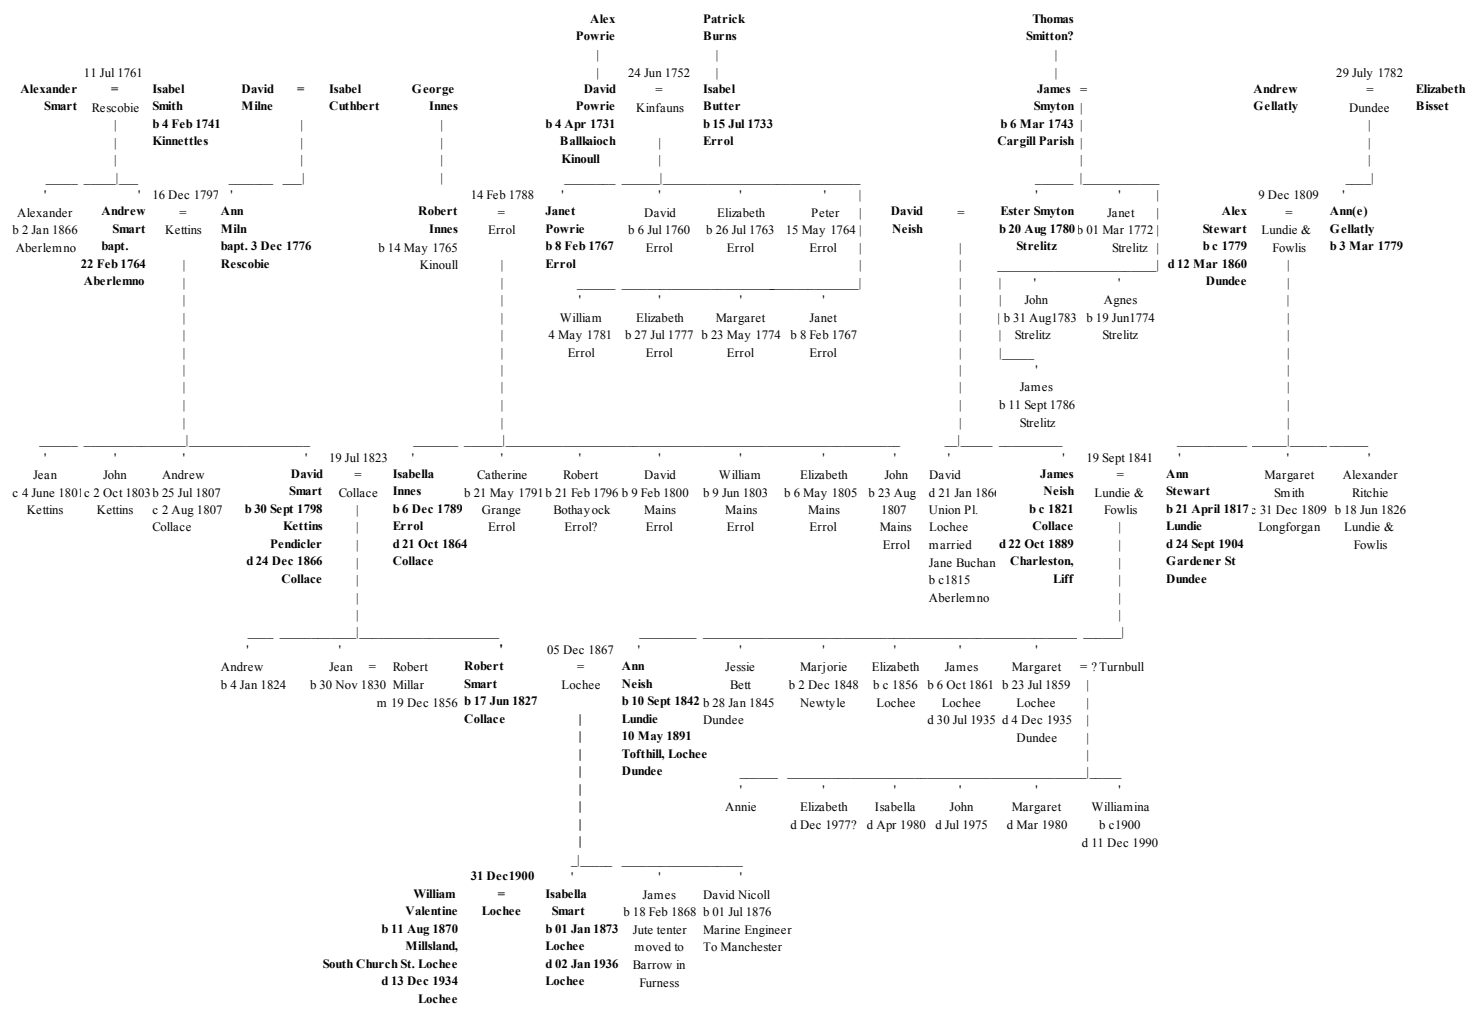 Alex
Powrie
Patrick
Burns
Thomas
Smitton?
Alexander
Smart
11 Jul 1761
=
Rescobie
Isabel
Smith
b 4 Feb 1741
Kinnettles
David
Milne
=
Isabel
Cuthbert
George
Innes
David
Powrie
b 4 Apr 1731
Ballkaioch
Kinoull
24 Jun 1752
=
Kinfauns
Isabel
Butter
b 15 Jul 1733
Errol
James
Smyton
b 6 Mar 1743
Cargill Parish
=
Andrew
Gellatly
29 July 1782
=
Dundee
Elizabeth
Bisset
Alexander
b 2 Jan 1866
Aberlemno
Andrew
Smart
bapt.
22 Feb 1764
Aberlemno
16 Dec 1797
=
Kettins
Ann
Miln
bapt. 3 Dec 1776
Rescobie
Robert
Innes
b 14 May 1765
Kinoull
14 Feb 1788
=
Errol
Janet
Powrie
b 8 Feb 1767
Errol
David
b 6 Jul 1760
Errol
Elizabeth
b 26 Jul 1763
Errol
Peter
15 May 1764
Errol
David
Neish
=
Ester Smyton
b 20 Aug 1780
Strelitz
Janet
b 01 Mar 1772
Strelitz
Alex
Stewart
b c 1779
d 12 Mar 1860
Dundee
9 Dec 1809
=
Lundie &
Fowlis
Ann(e)
Gellatly
b 3 Mar 1779
William
4 May 1781
Errol
Elizabeth
b 27 Jul 1777
Errol
Margaret
b 23 May 1774
Errol
Janet
b 8 Feb 1767
Errol
John
b 31 Aug1783
Strelitz
Agnes
b 19 Jun1774
Strelitz
James
b 11 Sept 1786
Strelitz
Jean
c 4 June 1801
Kettins
John
c 2 Oct 1803
Kettins
Andrew
b 25 Jul 1807
c 2 Aug 1807
Collace
David
Smart
b 30 Sept 1798
Kettins
Pendicler
d 24 Dec 1866
Collace
19 Jul 1823
=
Collace
Isabella
Innes
b 6 Dec 1789
Errol
d 21 Oct 1864
Collace
Catherine
b 21 May 1791
Grange
Errol
Robert
b 21 Feb 1796
Bothayock
Errol?
David
b 9 Feb 1800
Mains
Errol
William
b 9 Jun 1803
Mains
Errol
Elizabeth
b 6 May 1805
Mains
Errol
John
b 23 Aug
1807
Mains
Errol
David
d 21 Jan 186
Union Pl.
Lochee
married
Jane Buchan
b c1815
Aberlemno
James
Neish
b c 1821
Collace
d 22 Oct 1889
Charleston,
Liff
19 Sept 1841
=
Lundie &
Fowlis
Ann
Stewart
b 21 April 1817
Lundie
d 24 Sept 1904
Gardener St
Dundee
Margaret
Smith
c 31 Dec 1809
Longforgan
Alexander
Ritchie
b 18 Jun 1826
Lundie &
Fowlis
Andrew
b 4 Jan 1824
Jean
b 30 Nov 1830
=
Robert
Millar
m 19 Dec 1856
Robert
Smart
b 17 Jun 1827
Collace
05 Dec 1867
=
Lochee
Ann
Neish
b 10 Sept 1842
Lundie
10 May 1891
Tofthill, Lochee
Dundee
Jessie
Bett
b 28 Jan 1845
Dundee
Marjorie
b 2 Dec 1848
Newtyle
Elizabeth
b c 1856
Lochee
James
b 6 Oct 1861
Lochee
d 30 Jul 1935
Margaret
b 23 Jul 1859
Lochee
d 4 Dec 1935
Dundee
= ? Turnbull
Annie
Elizabeth
d Dec 1977?
Isabella
d Apr 1980
John
d Jul 1975
Margaret
d Mar 1980
Williamina
b c1900
d 11 Dec 1990
William
Valentine
b 11 Aug 1870
Millsland,
South Church St. Lochee
d 13 Dec 1934
Lochee
31 Dec1900
=
Lochee
Isabella
Smart
b 01 Jan 1873
Lochee
d 02 Jan 1936
Lochee
James
b 18 Feb 1868
Jute tenter
moved to
Barrow in
Furness
David Nicoll
b 01 Jul 1876
Marine Engineer
To Manchester